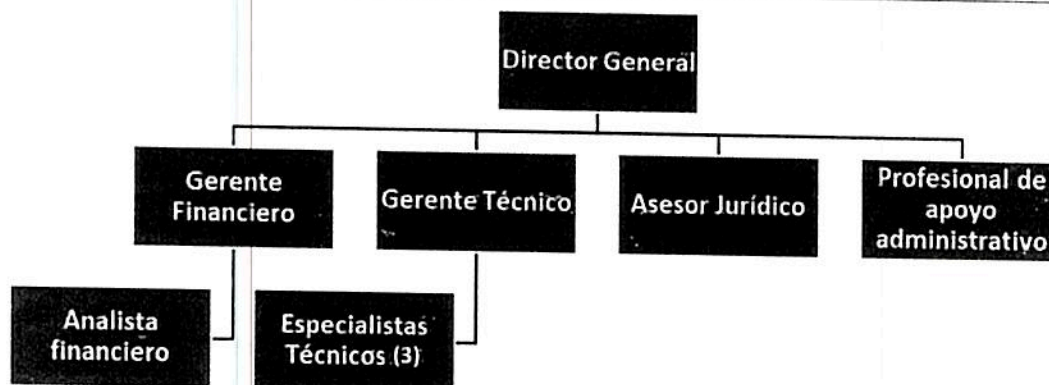 Director General
Gerente
Financiero
Gerente Técnico
Asesor Jurídico
Profesional de
apoyo
administrativo
Analista
financiero
Especialistas
Técnicos (3)